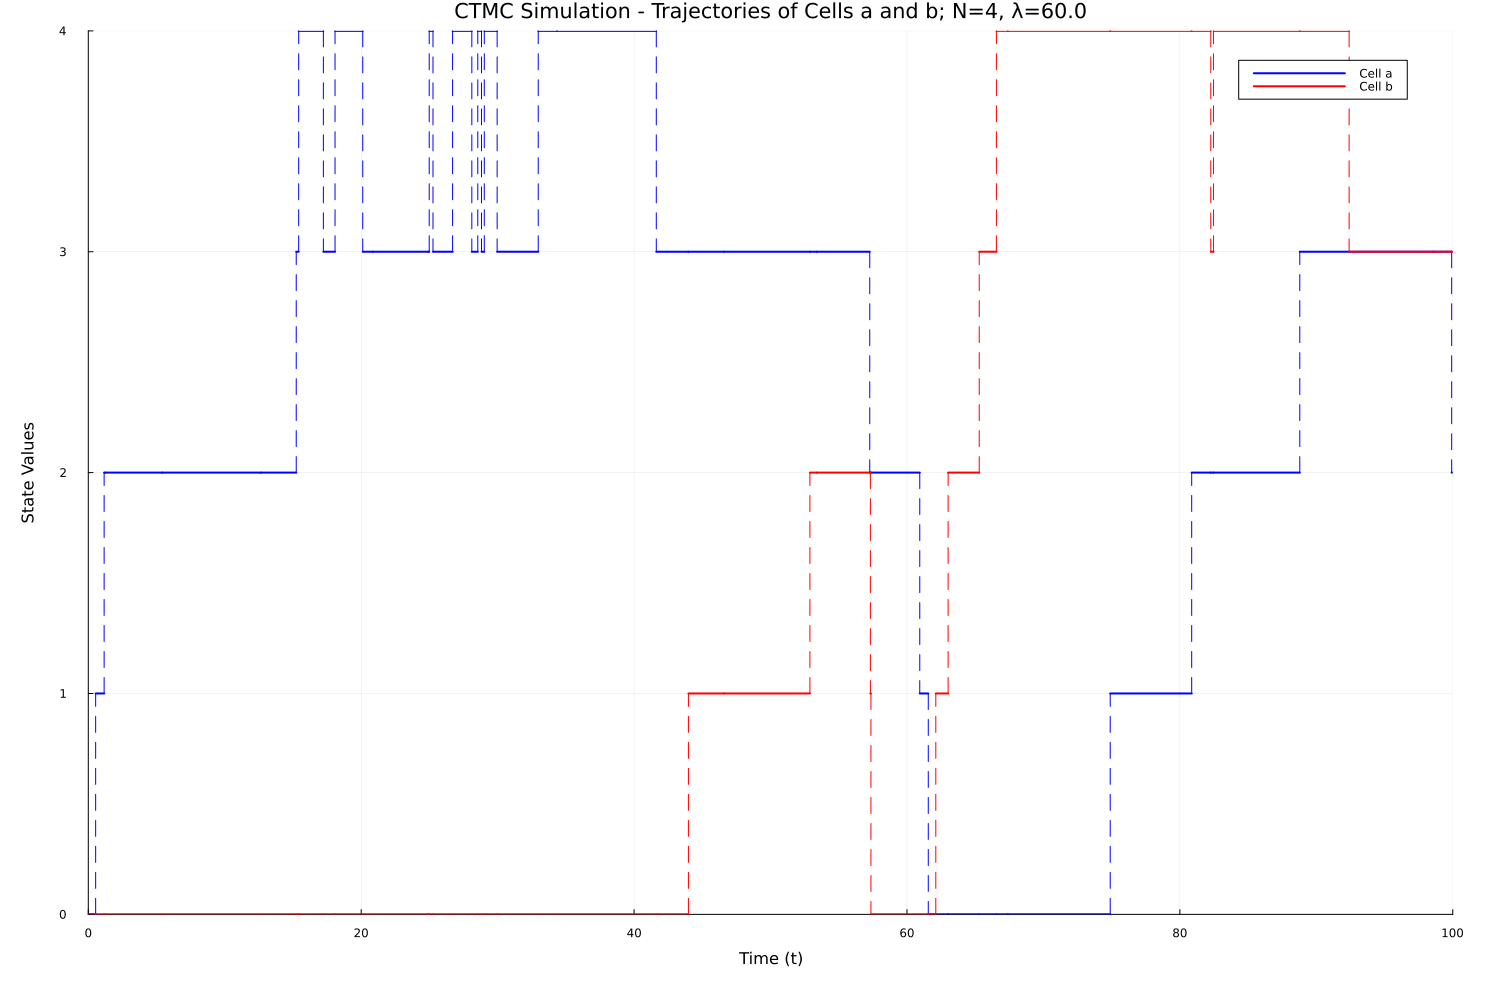 CTMC Simulation - Trajectories of Cells a and b; N=4, λ=60.0
4
3
2
1
0
State Values
Cell a
Cell b
0 20 40 60 80 100
Time (t)